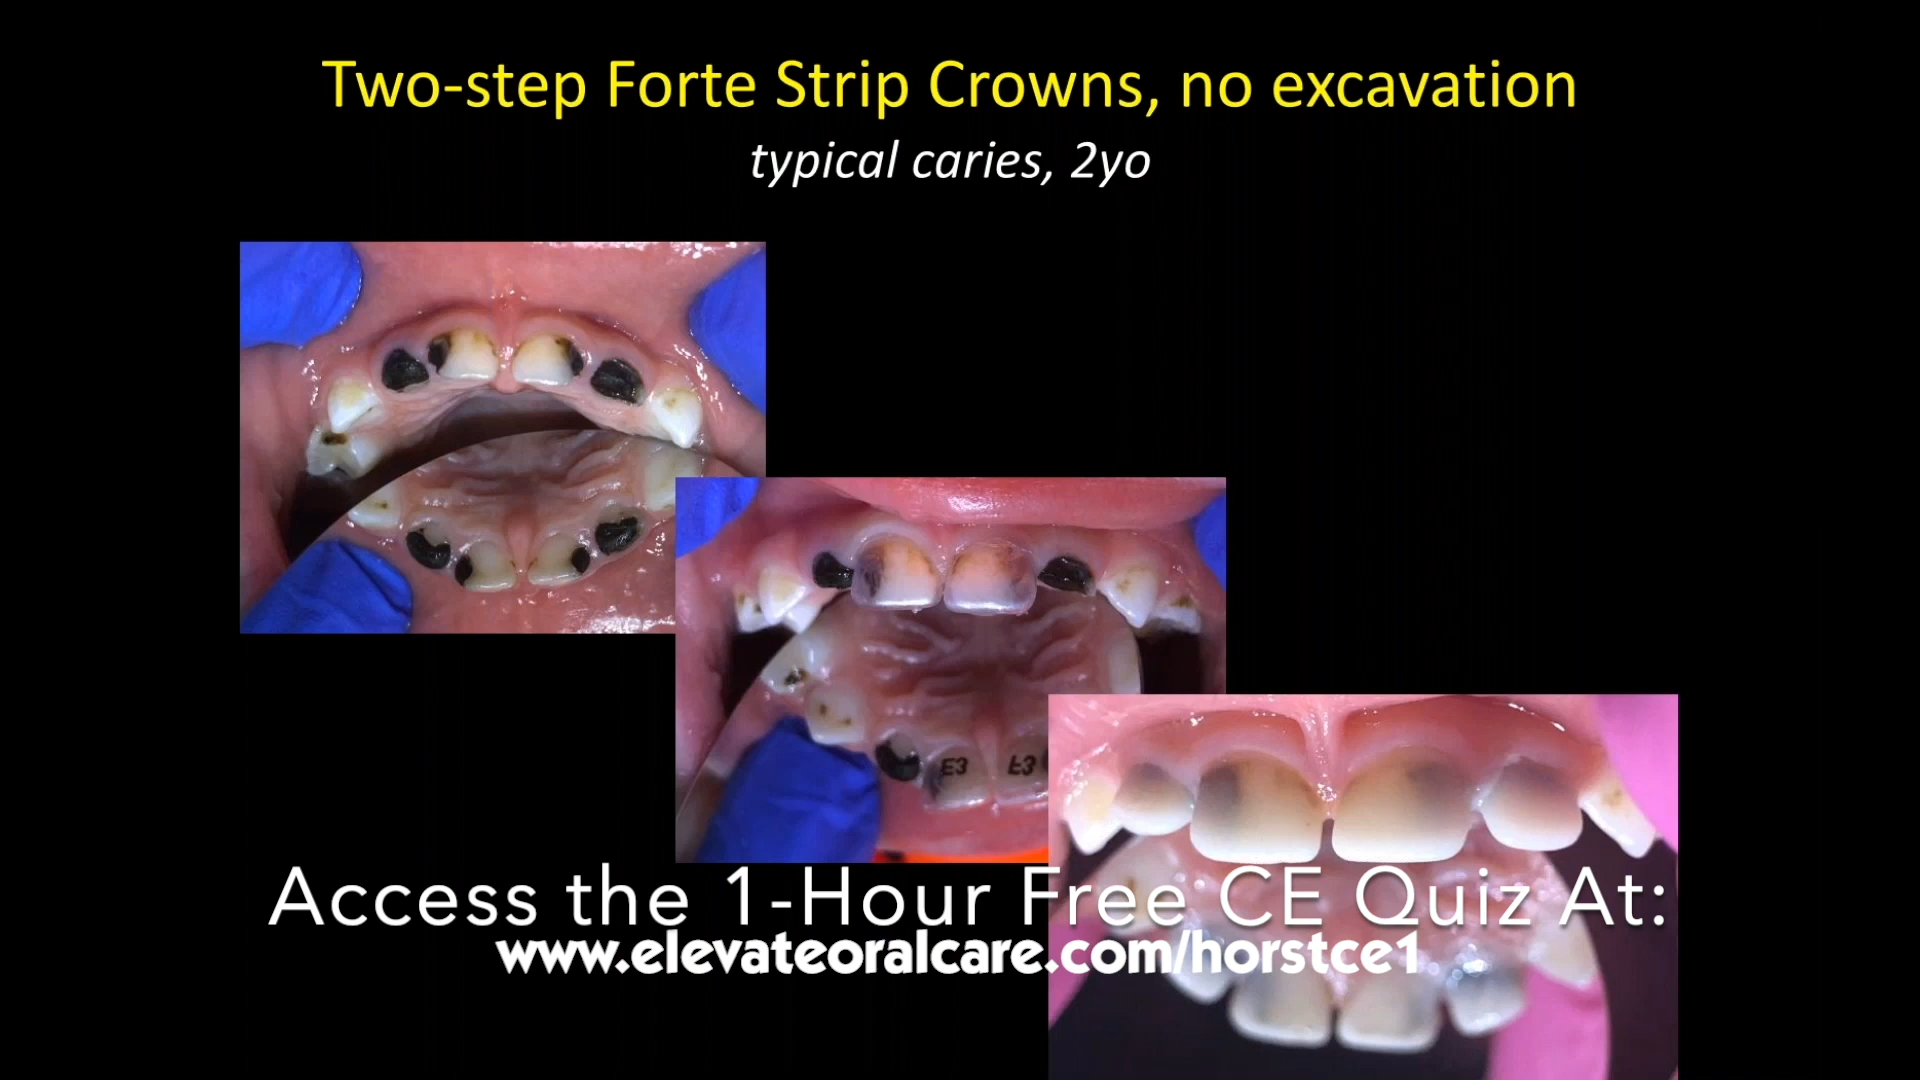 Two-step Forte Strip Crowns, no excavation
typical caries, 2yo
E3
E3
Access the 1-Hour Free CE Quiz At:
www.elevateoralcare.com/horstce1